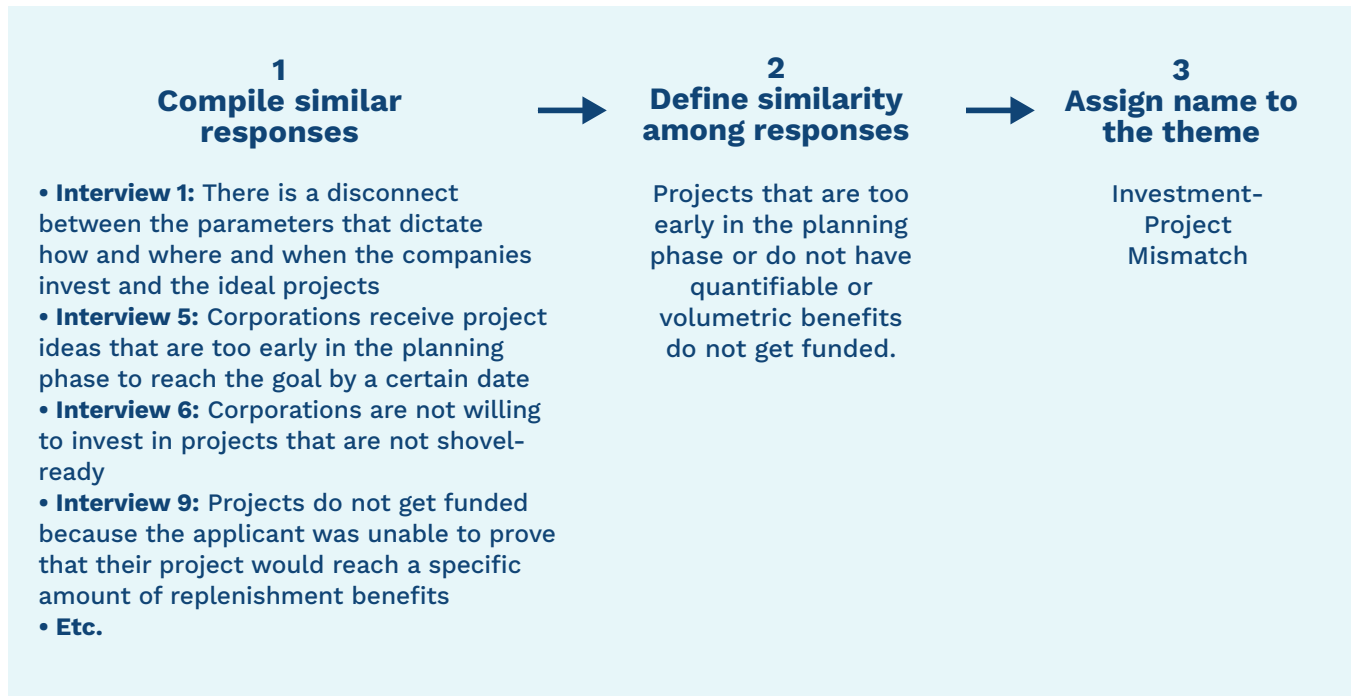 1
Compile similar
responses
• Interview 1: There is a disconnect
between the parameters that dictate
how and where and when the companies
invest and the ideal projects
• Interview 5: Corporations receive project
ideas that are too early in the planning
phase to reach the goal by a certain date
• Interview 6: Corporations are not willing
to invest in projects that are not shovel-
ready
• Interview 9: Projects do not get funded
because the applicant was unable to prove
that their project would reach a specific
amount of replenishment benefits
• Etc.
2
Define similarity
among responses
Projects that are too
early in the planning
phase or do not have
quantifiable or
volumetric benefits
do not get funded.
3
Assign name to
the theme
Investment-
Project
Mismatch